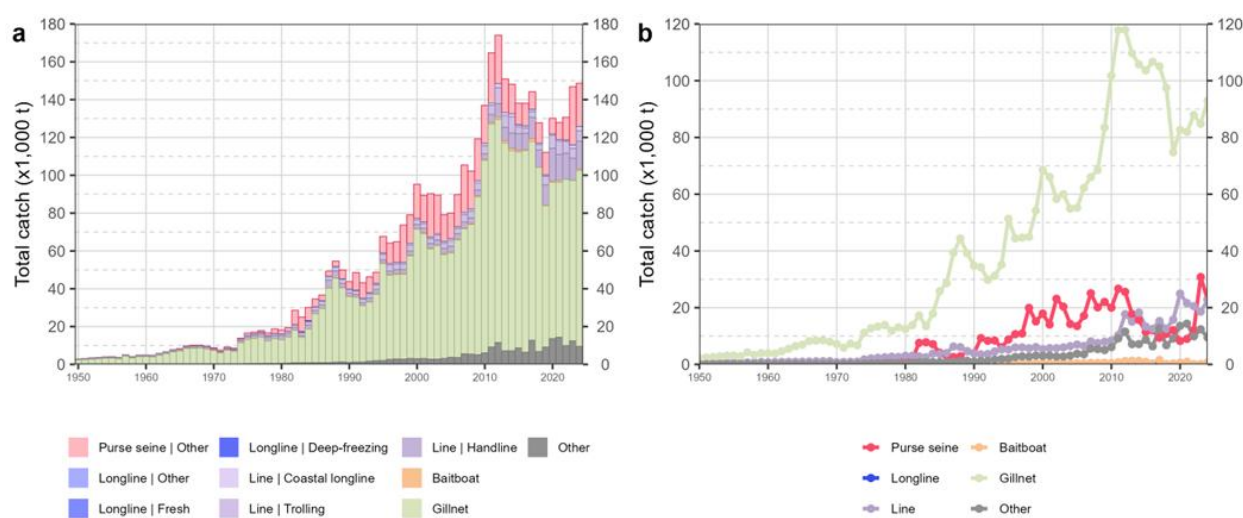 a
Total catch (x1,000 t)
180
160
140
120
100
80
60
40
20
0
180
160
140
120
100
80
60
40
20
0
1950 1960 1970 1980 1990 2000 2010 2020
b
Total catch (x1,000 t)
120
100
80
60
40
20
0
120
100
80
60
40
20
0
1950 1960 1970 1980 1990 2000 2010 2020
Purse seine | Other Longline | Deep-freezing Line | Handline Other
Longline | Other Line | Coastal longline Baitboat
Longline | Fresh Line | Trolling Gillnet
Purse seine Baitboat
Longline Gillnet
Line Other